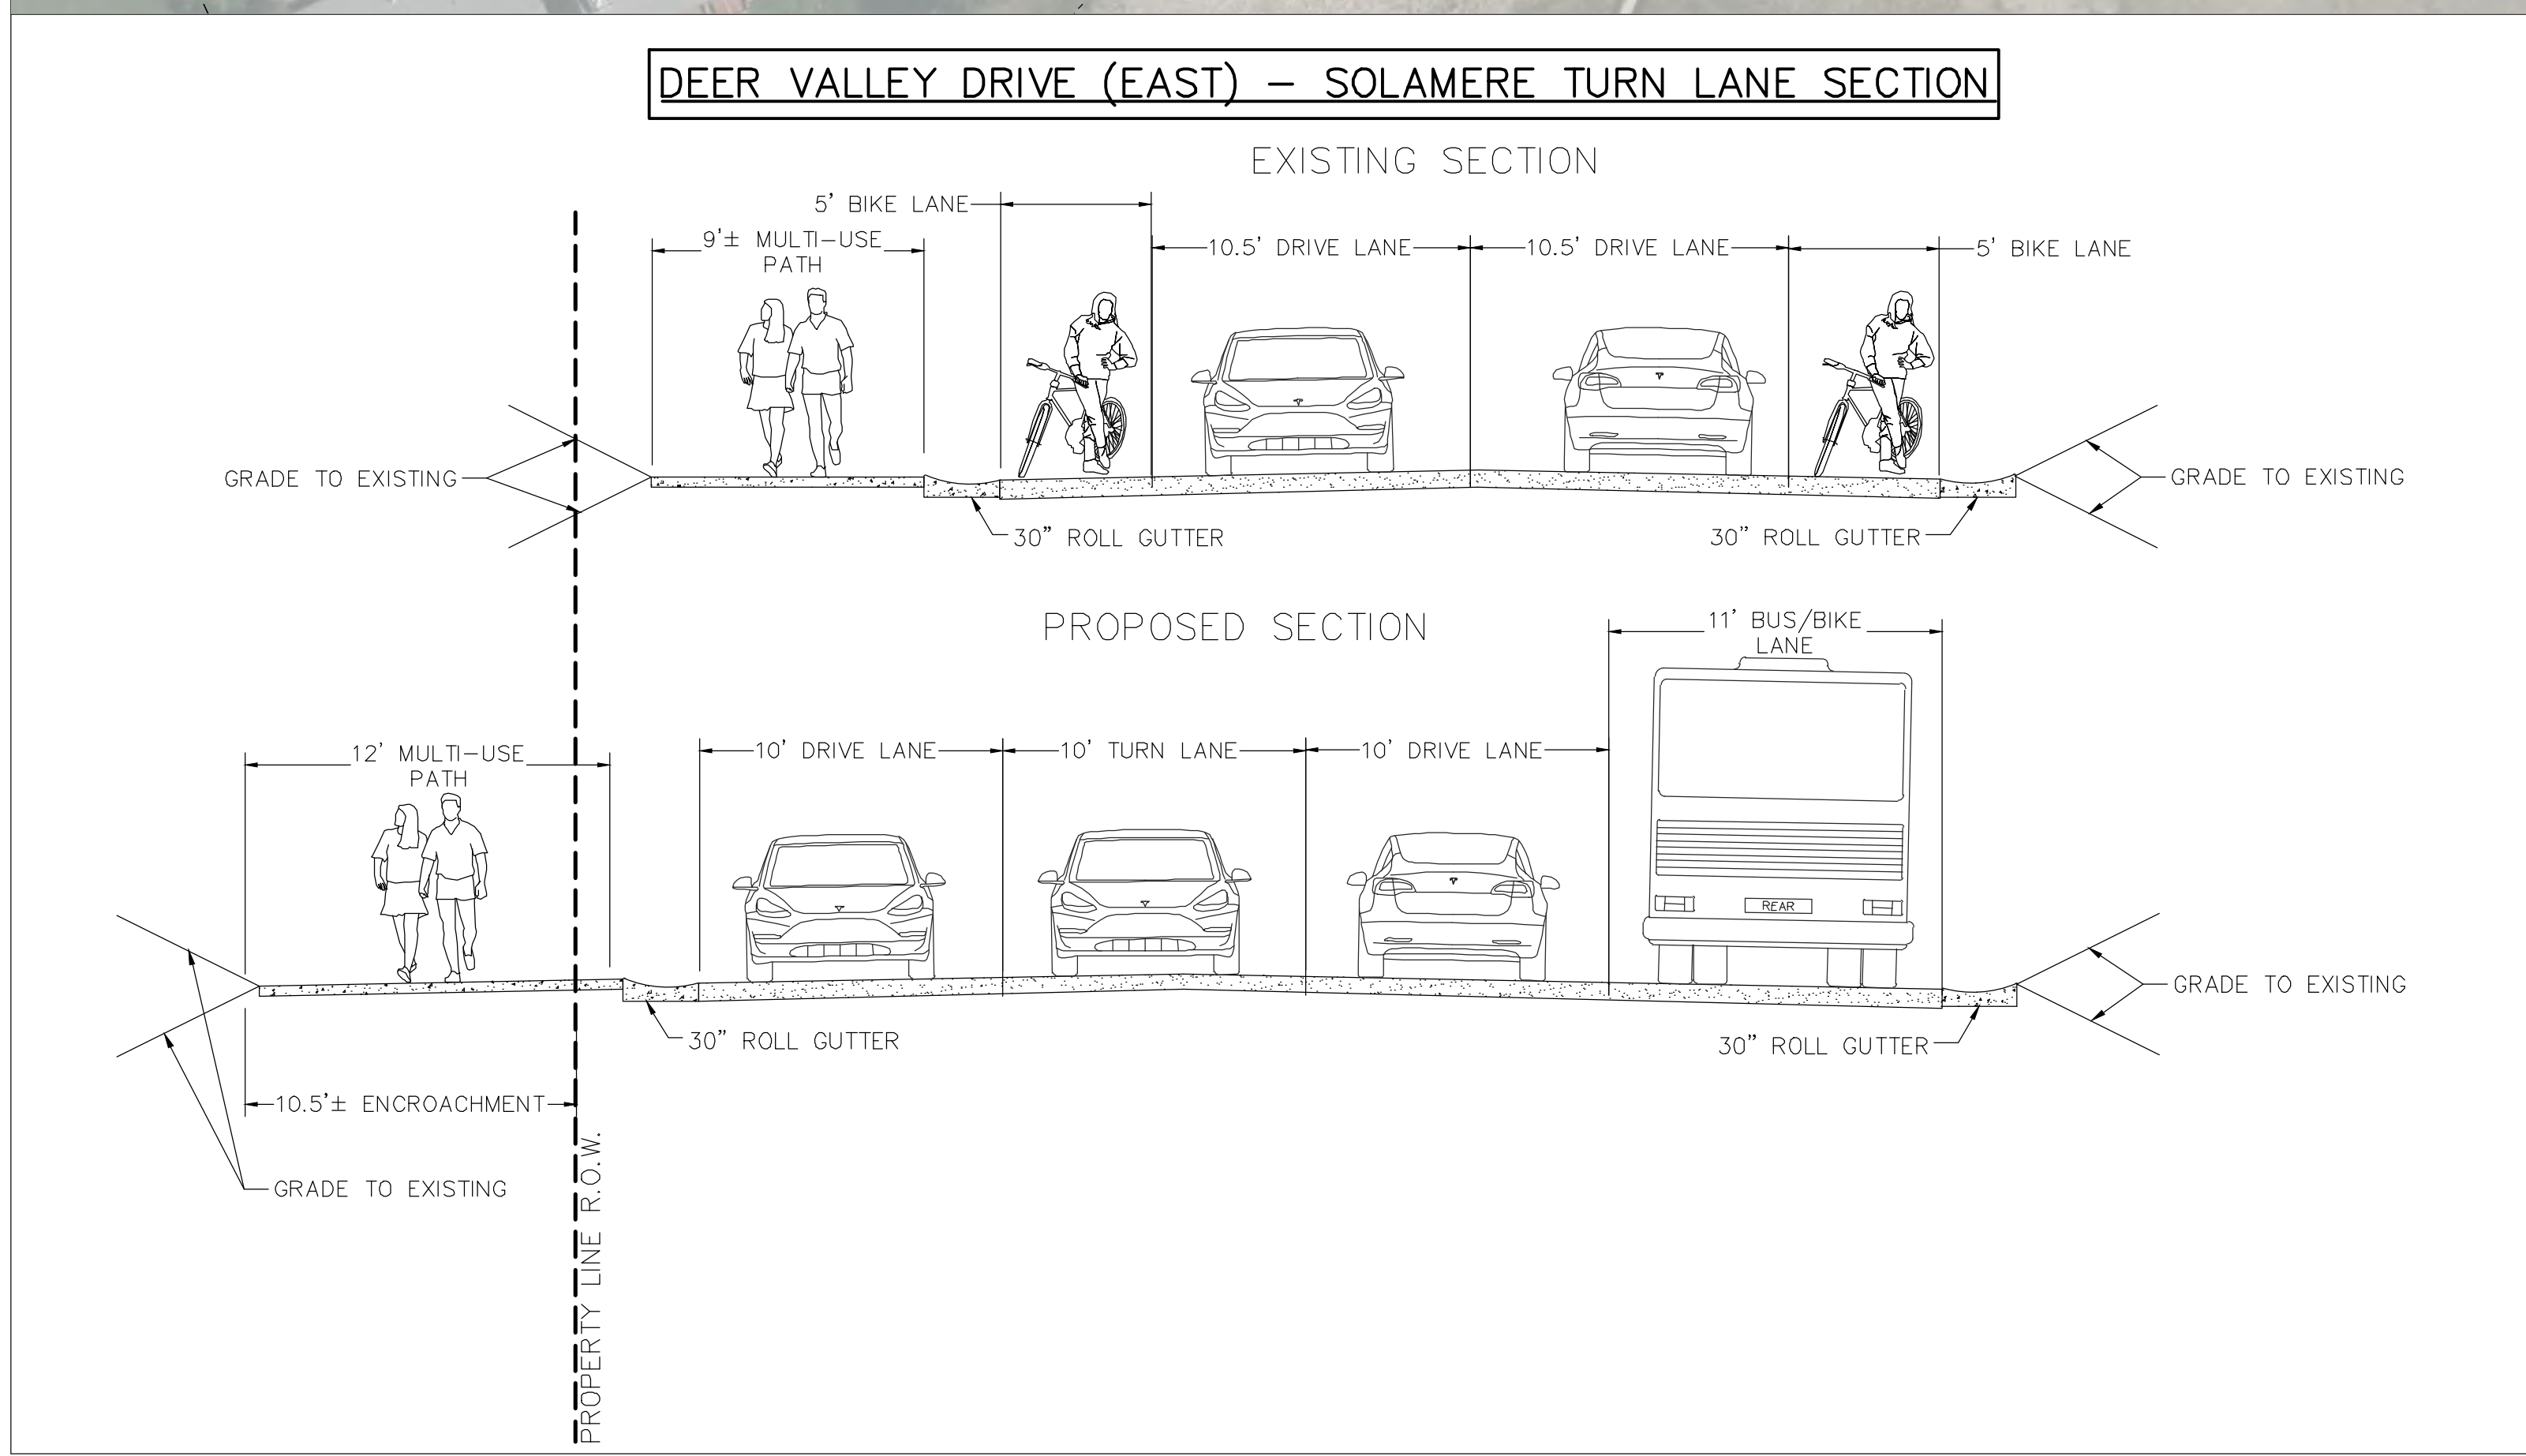 DEER VALLEY DRIVE (EAST) – SOLAMERE TURN LANE SECTION
EXISTING SECTION
5' BIKE LANE
9'± MULTI–USE
PATH
10.5' DRIVE LANE
10.5' DRIVE LANE
5' BIKE LANE
GRADE TO EXISTING
GRADE TO EXISTING
30" ROLL GUTTER
30" ROLL GUTTER
PROPOSED SECTION
11' BUS/BIKE
LANE
12' MULTI–USE
PATH
10' DRIVE LANE
10' TURN LANE
10' DRIVE LANE
REAR
GRADE TO EXISTING
30" ROLL GUTTER
30" ROLL GUTTER
10.5'± ENCROACHMENT
GRADE TO EXISTING
PROPERTY LINE R.O.W.